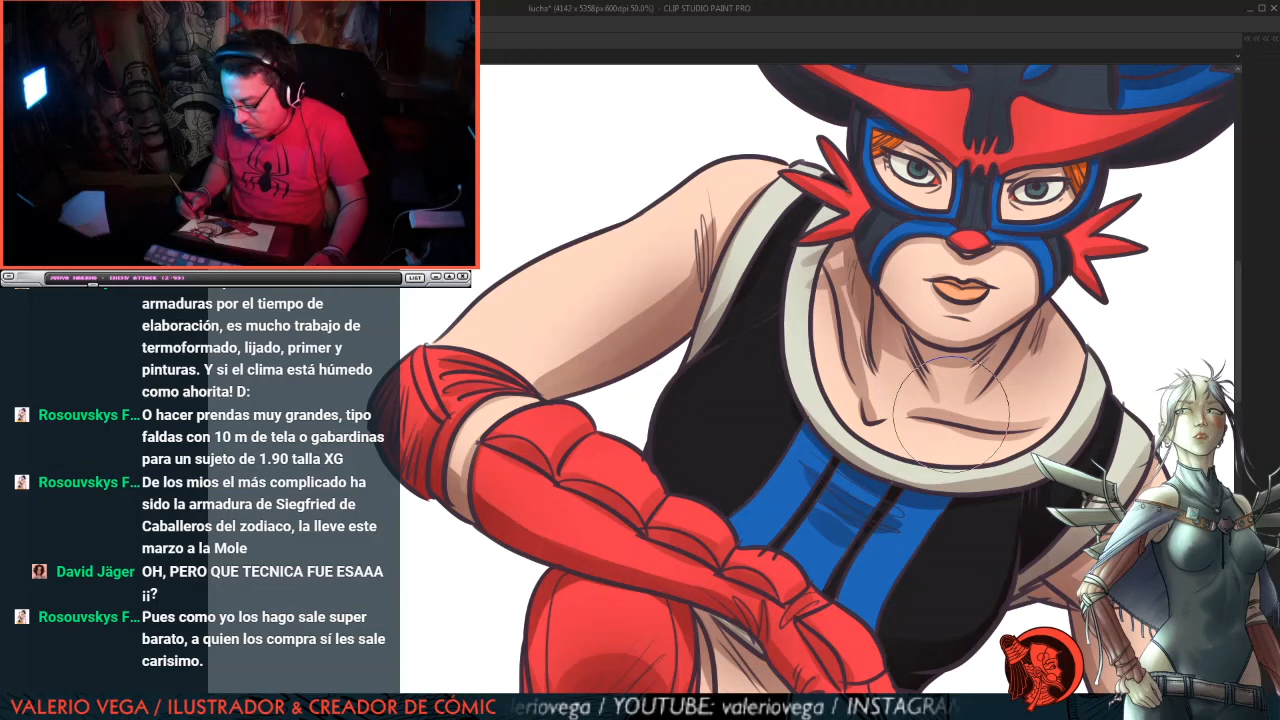 lucha* (4142 x 5358px 600dpi 50.0%) - CLIP STUDIO PAINT PRO
LIST
armaduras por el tiempo de
elaboración, es mucho trabajo de
termoformado, lijado, primer y
pinturas. Y si el clima está húmedo
como ahorita! D:
Rosouvskys F... O hacer prendas muy grandes, tipo
faldas con 10 m de tela o gabardinas
para un sujeto de 1.90 talla XG
Rosouvskys F... De los mios el más complicado ha
sido la armadura de Siegfried de
Caballeros del zodiaco, la lleve este
marzo a la Mole
David Jäger OH, PERO QUE TECNICA FUE ESAAA
¡¡?
Rosouvskys F... Pues como yo los hago sale super
barato, a quien los compra sí les sale
carisimo.
VALERIO VEGA / ILUSTRADOR & CREADOR DE CÓMIC
leriovega / YOUTUBE: valeriovega / INSTAGRA